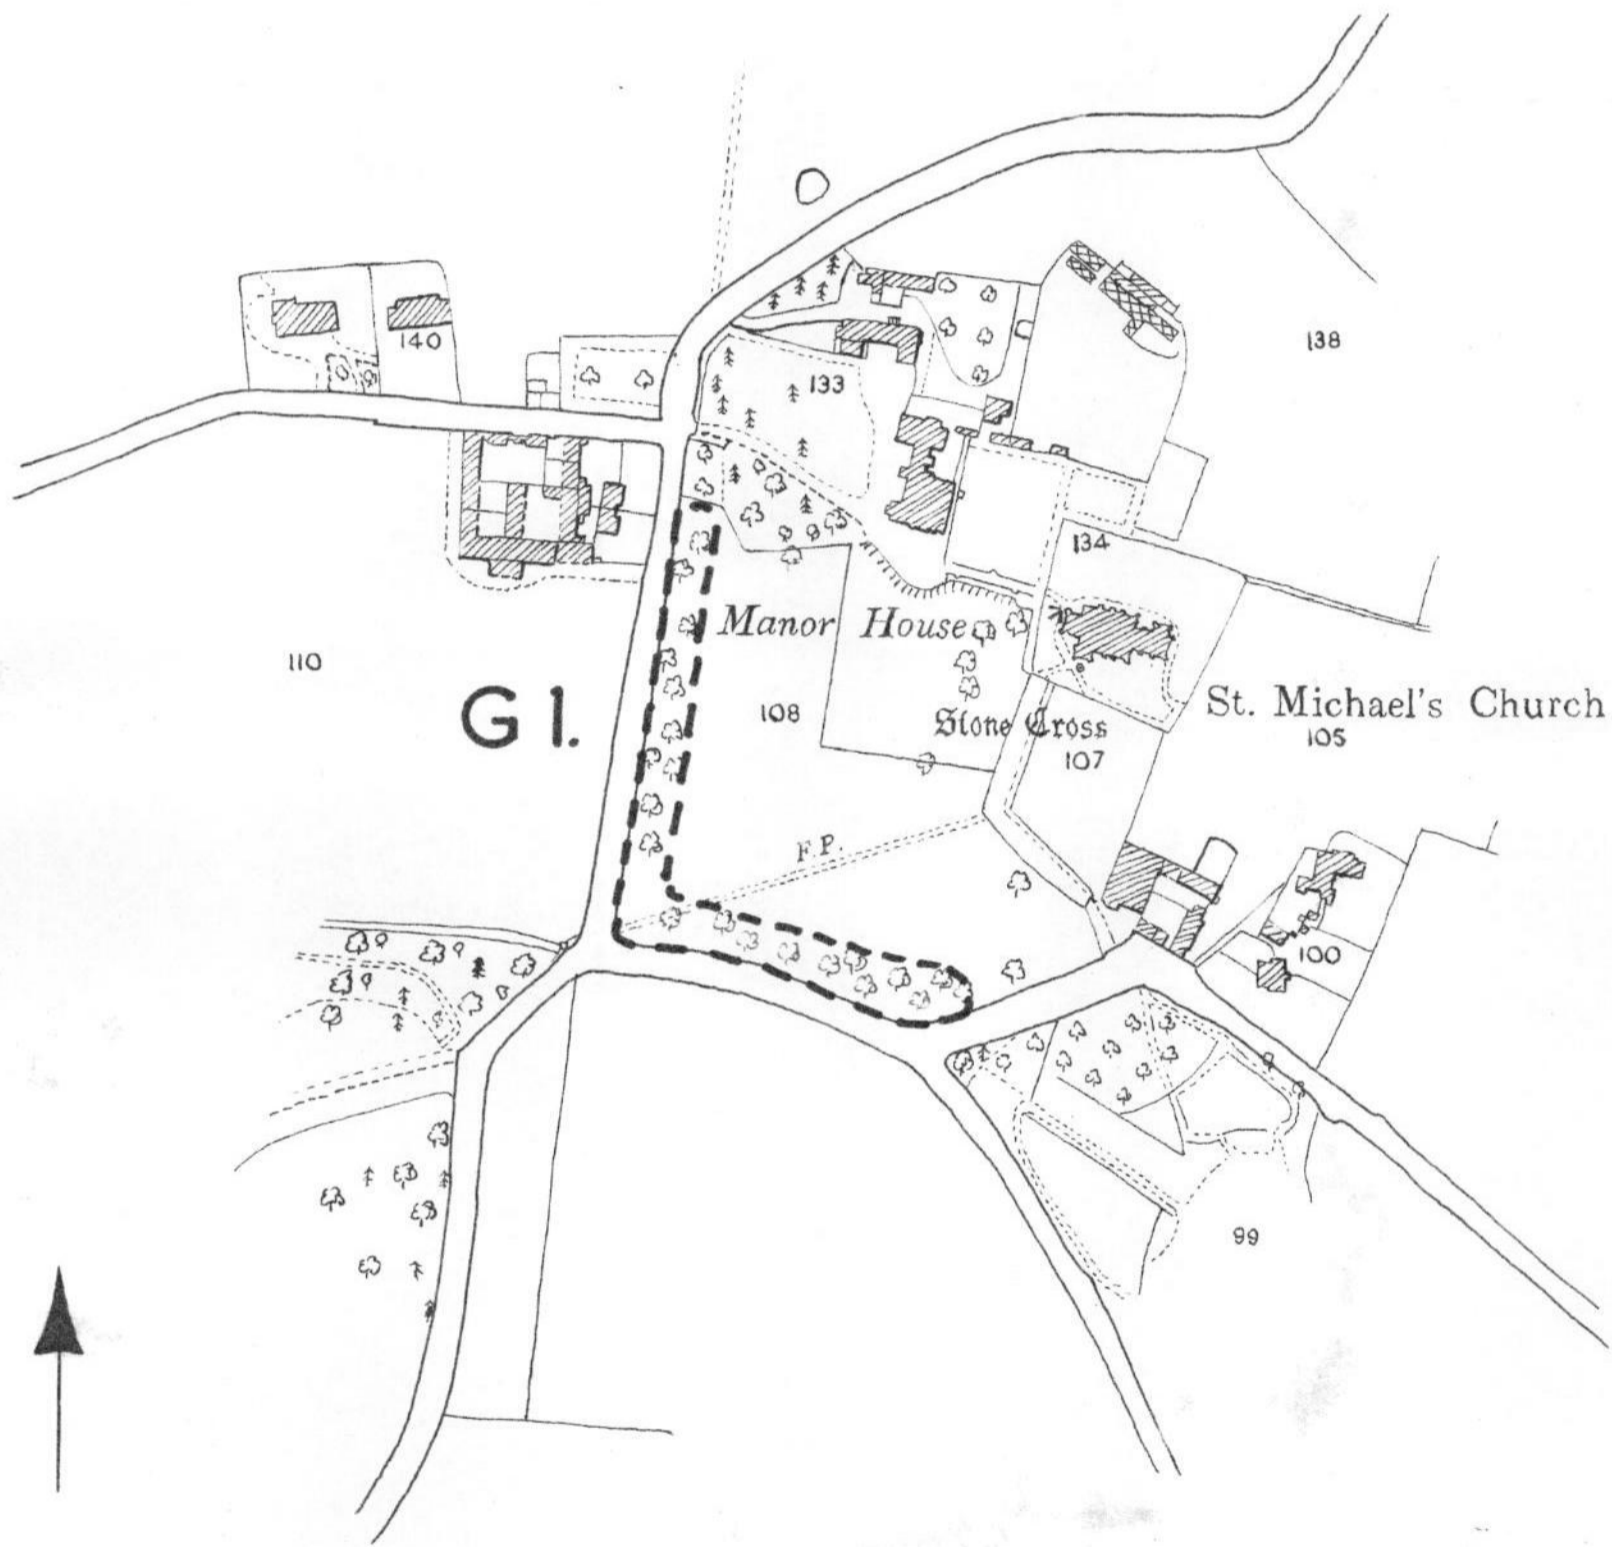 138
140
133
134
Manor House
110
G 1.
108
St. Michael's Church
Stone Cross
105
107
F.P.
100
99